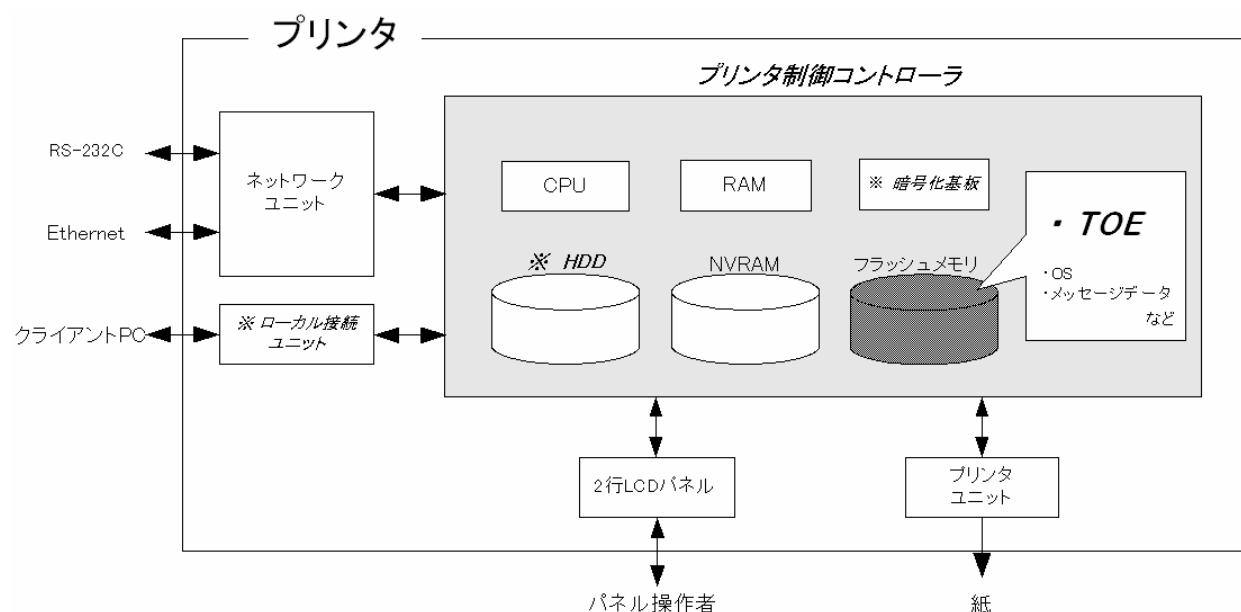 プリンタ
プリンタ制御コントローラ
RS-232C
ネットワーク
ユニット
Ethernet
CPU
RAM
※ 暗号化基板
・TOE
・OS
・メッセージデータ
など
※ HDD
NVRAM
フラッシュメモリ
クライアントPC
※ ローカル接続
ユニット
2行LCDパネル
プリンタ
ユニット
パネル操作者
紙